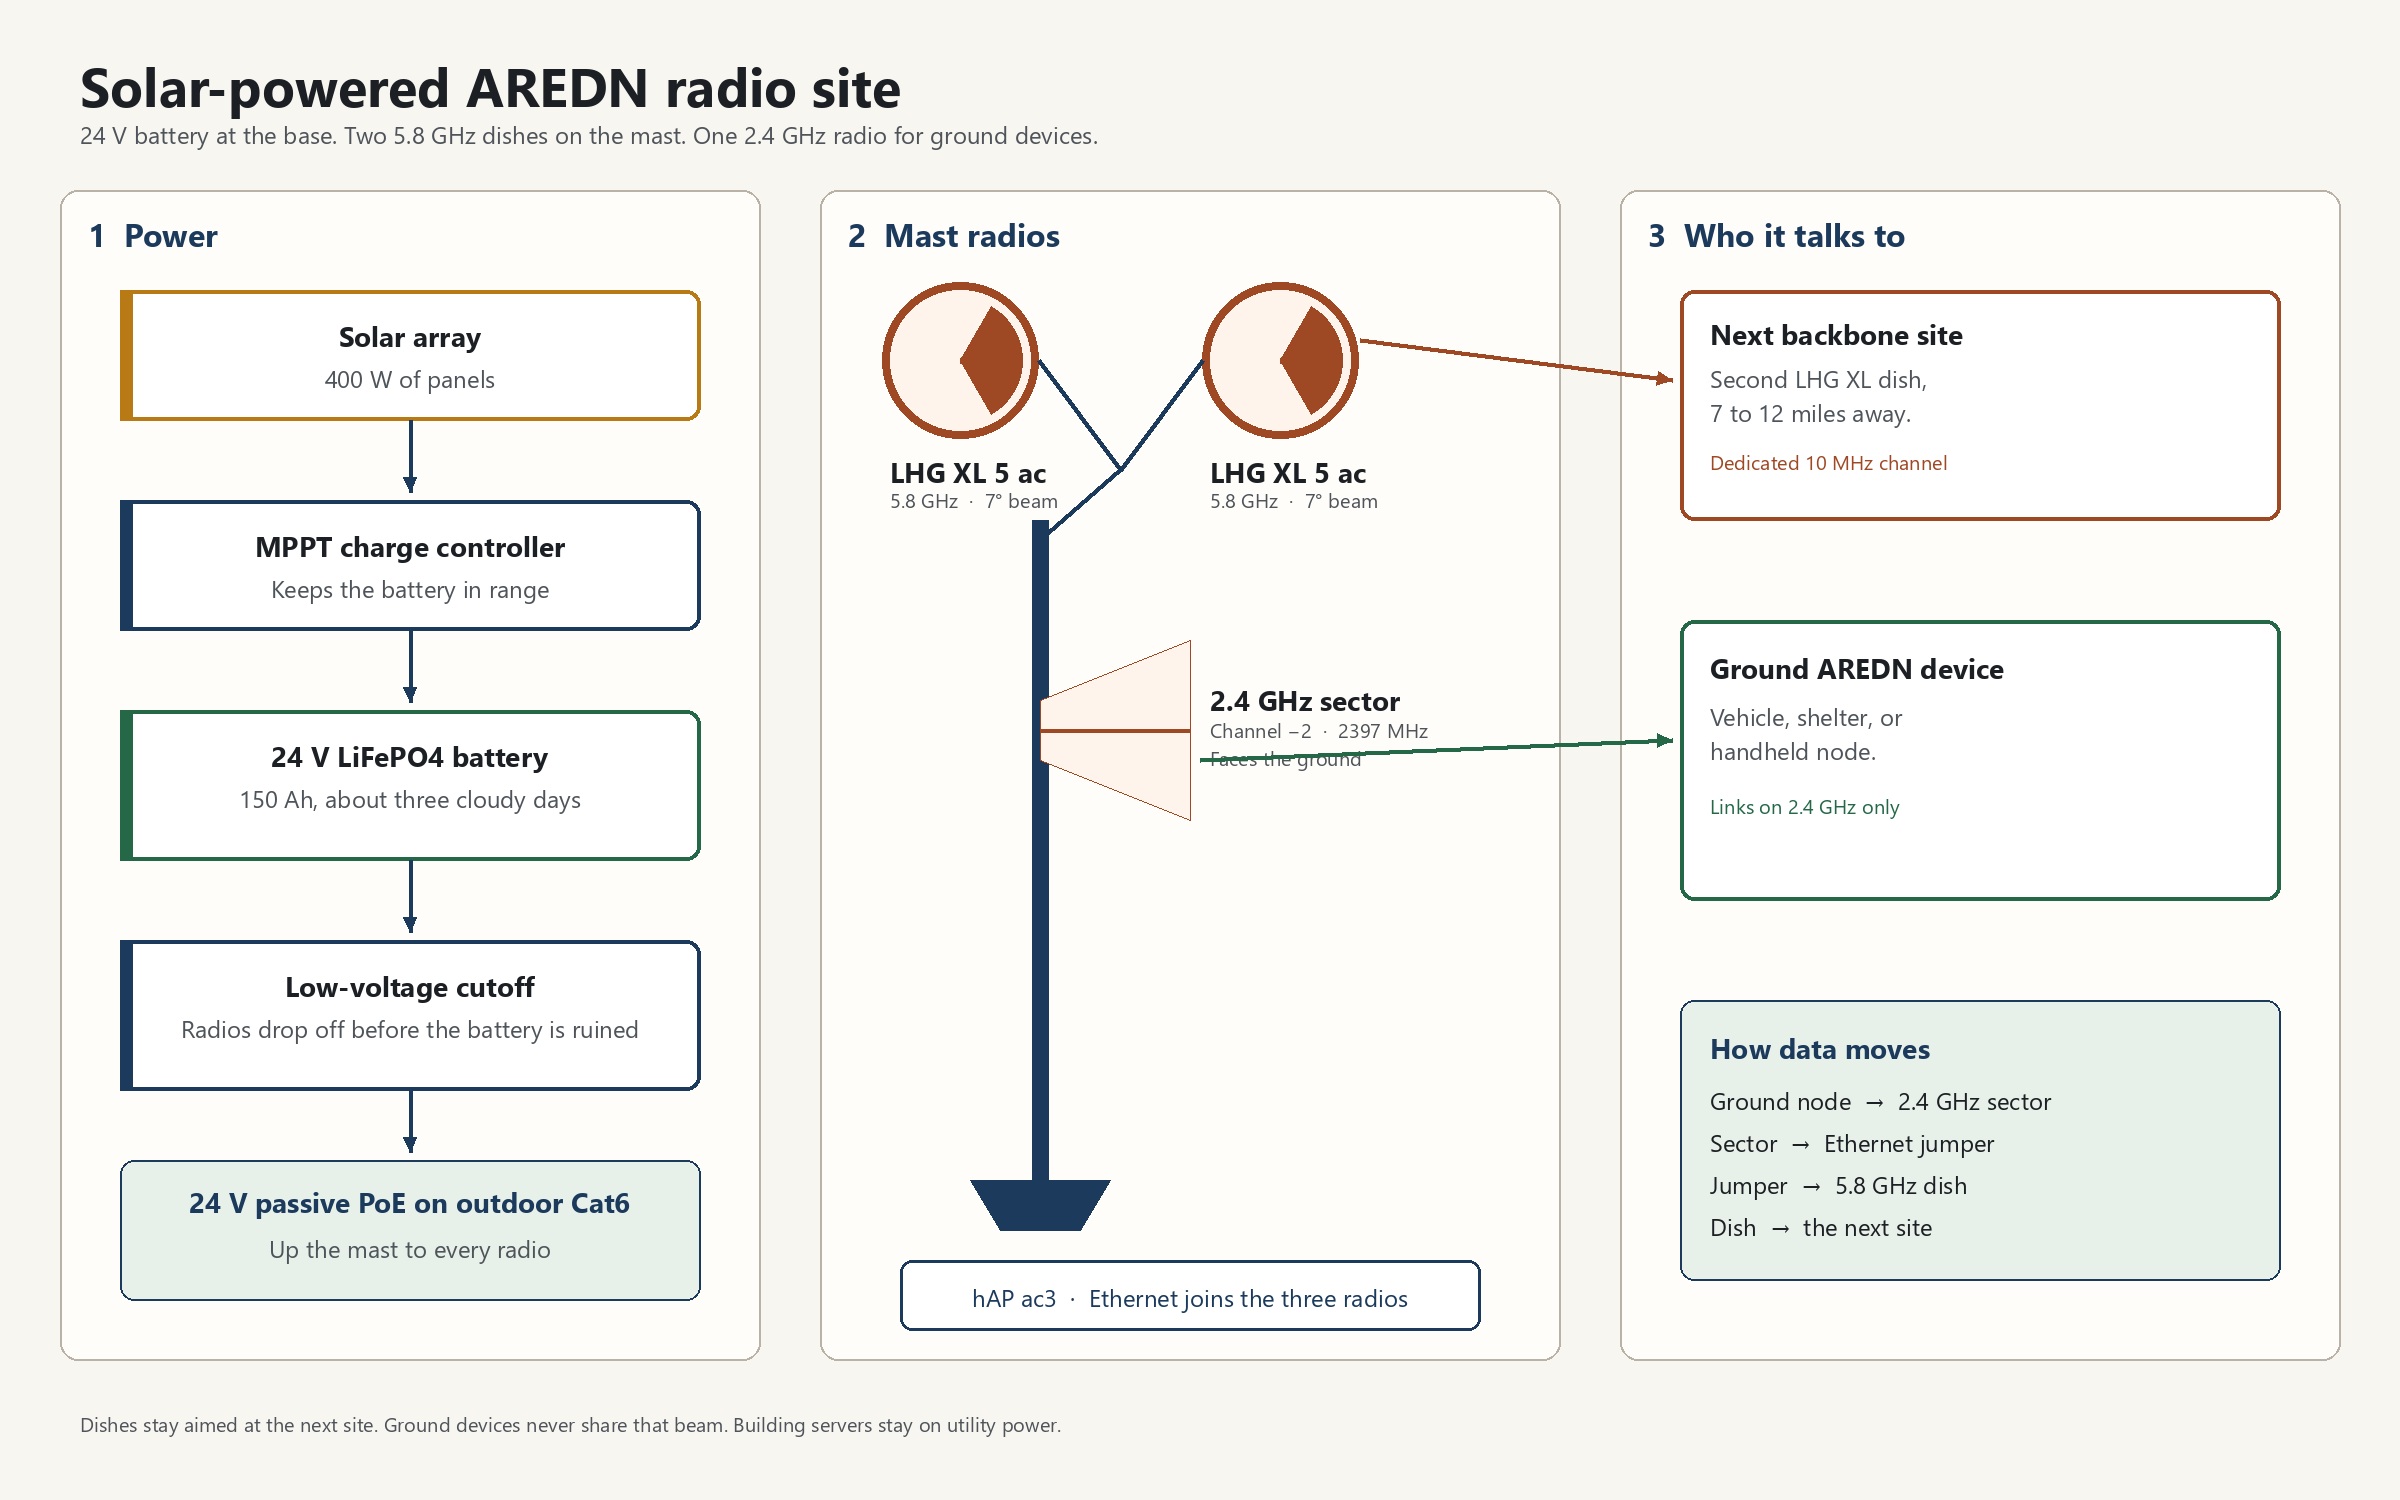 Solar-powered AREDN radio site
24 V battery at the base. Two 5.8 GHz dishes on the mast. One 2.4 GHz radio for ground devices.
1 Power
Solar array
400 W of panels
MPPT charge controller
Keeps the battery in range
24 V LiFePO4 battery
150 Ah, about three cloudy days
Low-voltage cutoff
Radios drop off before the battery is ruined
24 V passive PoE on outdoor Cat6
Up the mast to every radio
2 Mast radios
LHG XL 5 ac
5.8 GHz · 7° beam
LHG XL 5 ac
5.8 GHz · 7° beam
2.4 GHz sector
Channel −2 · 2397 MHz
Faces the ground
hAP ac3 · Ethernet joins the three radios
3 Who it talks to
Next backbone site
Second LHG XL dish,
7 to 12 miles away.
Dedicated 10 MHz channel
Ground AREDN device
Vehicle, shelter, or
handheld node.
Links on 2.4 GHz only
How data moves
Ground node → 2.4 GHz sector
Sector → Ethernet jumper
Jumper → 5.8 GHz dish
Dish → the next site
Dishes stay aimed at the next site. Ground devices never share that beam. Building servers stay on utility power.